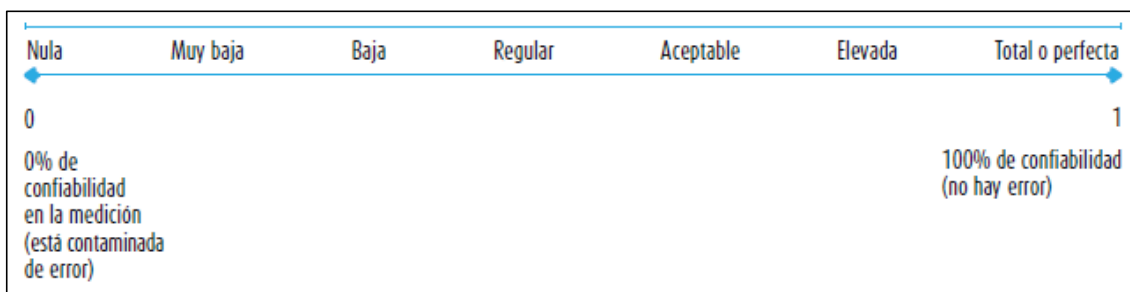 Nula Muy baja Baja Regular Aceptable Elevada Total o perfecta
0 1
0% de
confiabilidad
en la medición
(está contaminada
de error)
100% de confiabilidad
(no hay error)